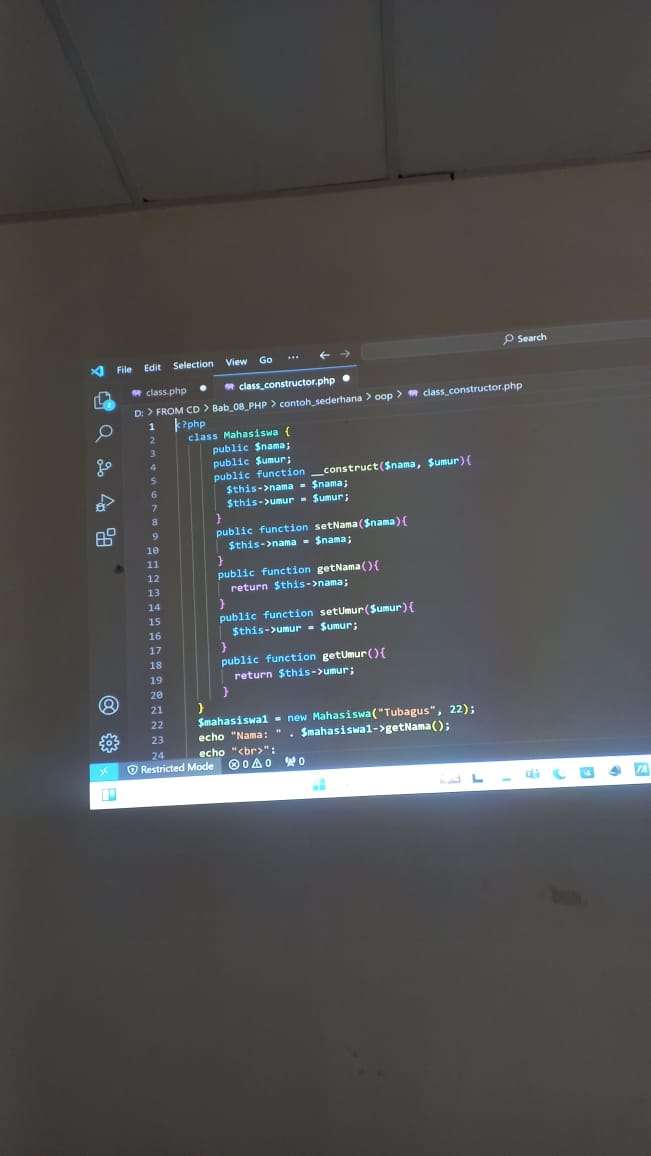 File Edit Selection View Go ... Search
class.php class_constructor.php
D: > FROM CD > Bab_08_PHP > contoh_sederhana > oop > class_constructor.php
1 <?php
2 class Mahasiswa {
3 public $nama;
4 public $umur;
5 public function __construct($nama, $umur){
6 $this->nama = $nama;
7 $this->umur = $umur;
8 }
9 public function setNama($nama){
10 $this->nama = $nama;
11 }
12 public function getNama(){
13 return $this->nama;
14 }
15 public function setUmur($umur){
16 $this->umur = $umur;
17 }
18 public function getUmur(){
19 return $this->umur;
20 }
21 }
22 $mahasiswa1 = new Mahasiswa("Tubagus", 22);
23 echo "Nama: " . $mahasiswa1->getNama();
24 echo "<br>";
Restricted Mode 0 0 0